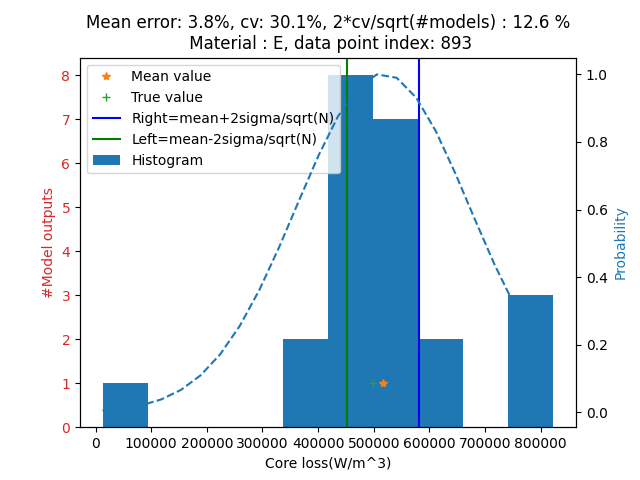 Mean error: 3.8%, cv: 30.1%, 2*cv/sqrt(#models) : 12.6 %
Material : E, data point index: 893
Mean value
True value
Right=mean+2sigma/sqrt(N)
Left=mean-2sigma/sqrt(N)
Histogram
8
7
6
5
4
3
2
1
0
#Model outputs
1.0
0.8
0.6
0.4
0.2
0.0
Probability
0 100000 200000 300000 400000 500000 600000 700000 800000
Core loss(W/m^3)